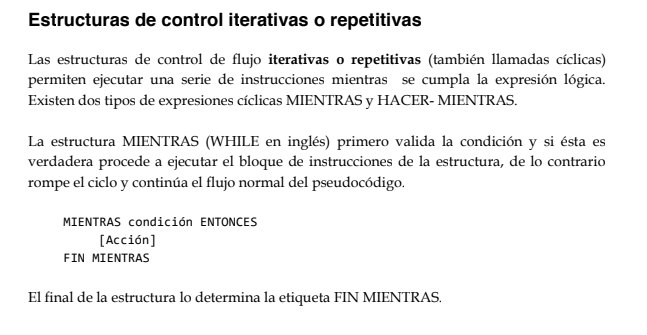 Estructuras de control iterativas o repetitivas
Las estructuras de control de flujo iterativas o repetitivas (también llamadas cíclicas)
permiten ejecutar una serie de instrucciones mientras se cumpla la expresión lógica.
Existen dos tipos de expresiones cíclicas MIENTRAS y HACER- MIENTRAS.
La estructura MIENTRAS (WHILE en inglés) primero valida la condición y si ésta es
verdadera procede a ejecutar el bloque de instrucciones de la estructura, de lo contrario
rompe el ciclo y continúa el flujo normal del pseudocódigo.
MIENTRAS condición ENTONCES
[Acción]
FIN MIENTRAS
El final de la estructura lo determina la etiqueta FIN MIENTRAS.